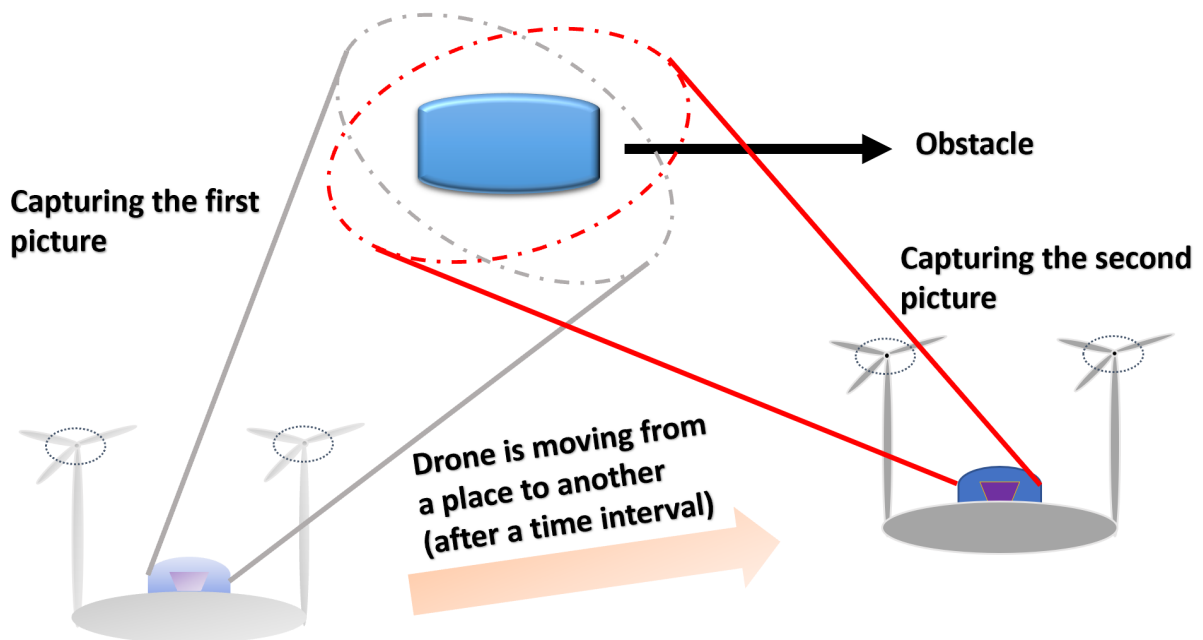 Obstacle
Capturing the first
picture
Capturing the second
picture
Drone is moving from
a place to another
(after a time interval)